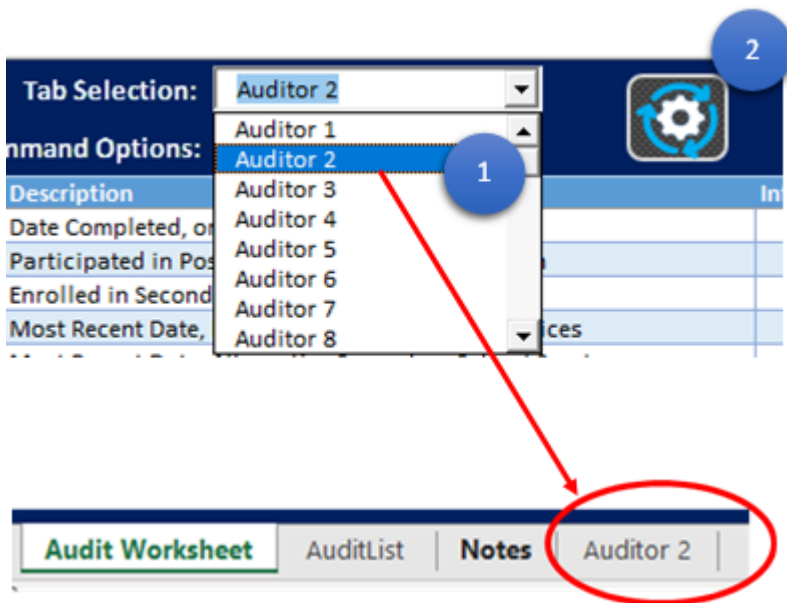 2
Tab Selection: Auditor 2
mmand Options:
Auditor 1
Auditor 2
1
Auditor 3
Auditor 4
Auditor 5
Auditor 6
Auditor 7
Auditor 8
Description
Date Completed, or
Participated in Pos
Enrolled in Second
Most Recent Date, ices
Audit Worksheet AuditList Notes Auditor 2